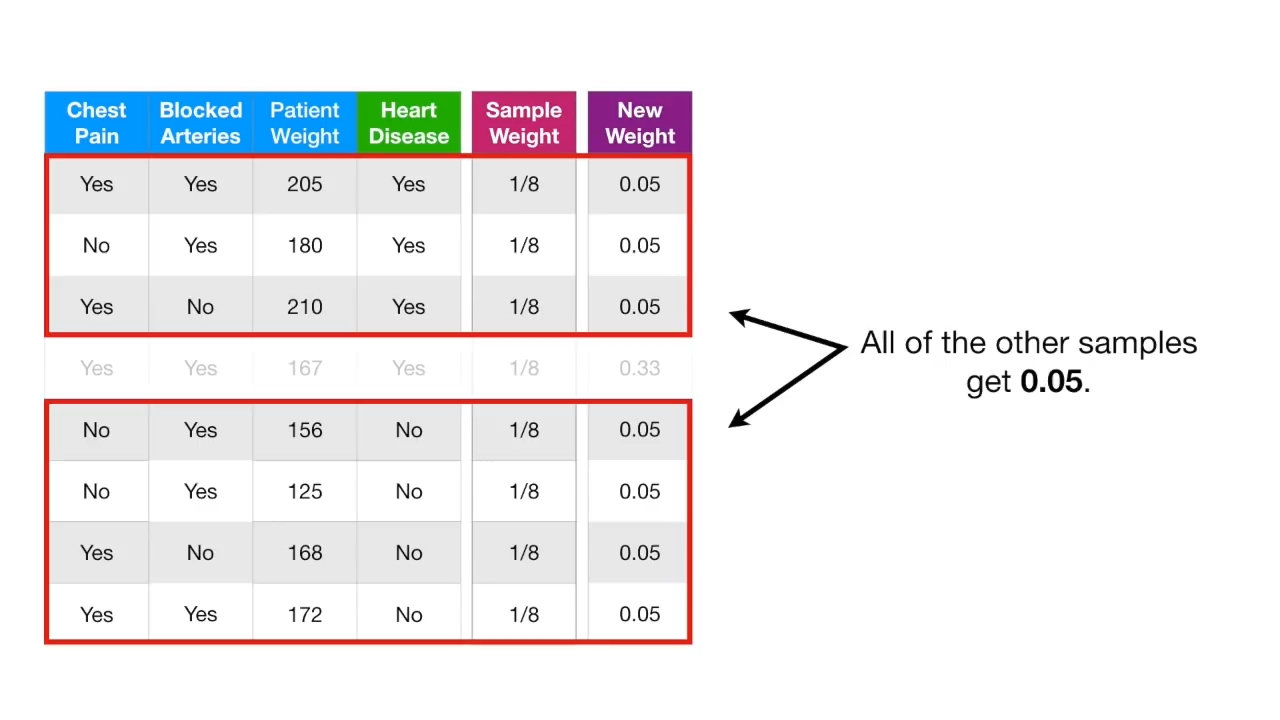 Chest Pain Blocked Arteries Patient Weight Heart Disease Sample Weight New Weight
Yes Yes 205 Yes 1/8 0.05
No Yes 180 Yes 1/8 0.05
Yes No 210 Yes 1/8 0.05
Yes Yes 167 Yes 1/8 0.33
No Yes 156 No 1/8 0.05
No Yes 125 No 1/8 0.05
Yes No 168 No 1/8 0.05
Yes Yes 172 No 1/8 0.05
All of the other samples
get 0.05.